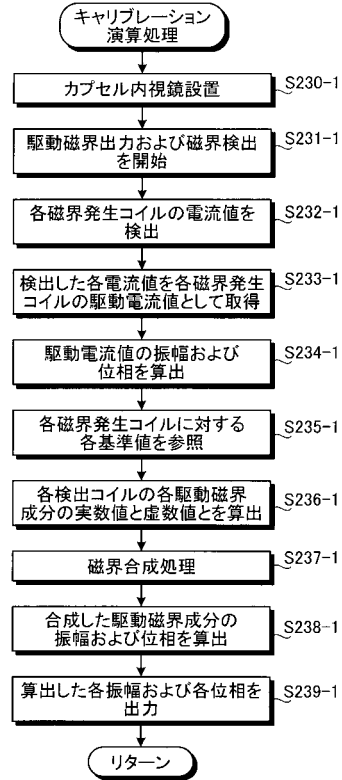 キャリブレーション
演算処理
カプセル内視鏡設置
S230-1
駆動磁界出力および磁界検出
を開始
S231-1
各磁界発生コイルの電流値を
検出
S232-1
検出した各電流値を各磁界発生
コイルの駆動電流値として取得
S233-1
駆動電流値の振幅および
位相を算出
S234-1
各磁界発生コイルに対する
各基準値を参照
S235-1
各検出コイルの各駆動磁界
成分の実数値と虚数値とを算出
S236-1
磁界合成処理
S237-1
合成した駆動磁界成分の
振幅および位相を算出
S238-1
算出した各振幅および各位相を
出力
S239-1
リターン